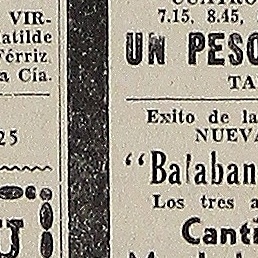 VIR-
atilde
Férriz
a Cía.
25
U
7.15, 8.45,
UN PESO
TA
Exito de la
NUEVA
"Balaban
Los tres a
Canti